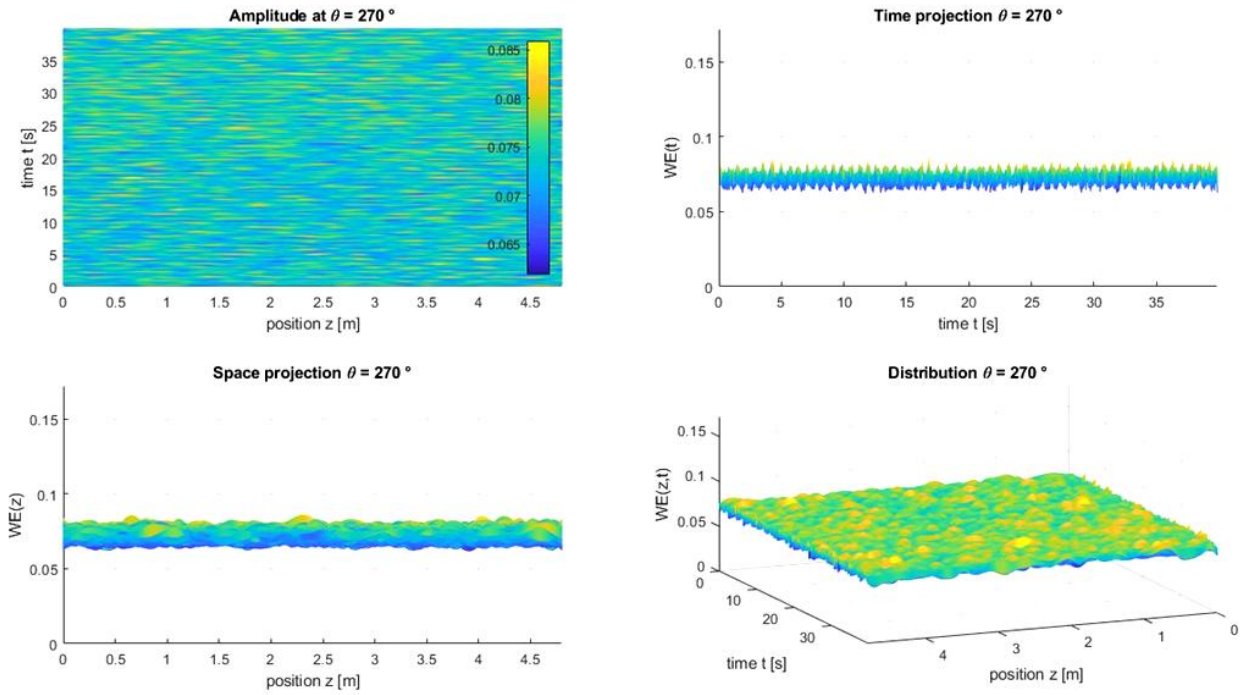 Amplitude at θ = 270 °
time t [s]
35
30
25
20
15
10
5
0
0.085
0.08
0.075
0.07
0.065
0 0.5 1 1.5 2 2.5 3 3.5 4 4.5
position z [m]
Time projection θ = 270 °
WE(t)
0.15
0.1
0.05
0
0 5 10 15 20 25 30 35
time t [s]
Space projection θ = 270 °
WE(z)
0.15
0.1
0.05
0
0 0.5 1 1.5 2 2.5 3 3.5 4 4.5
position z [m]
Distribution θ = 270 °
WE(z,t)
0.15
0.1
0.05
0
0
10
20
30
time t [s]
4 3 2 1 0
position z [m]